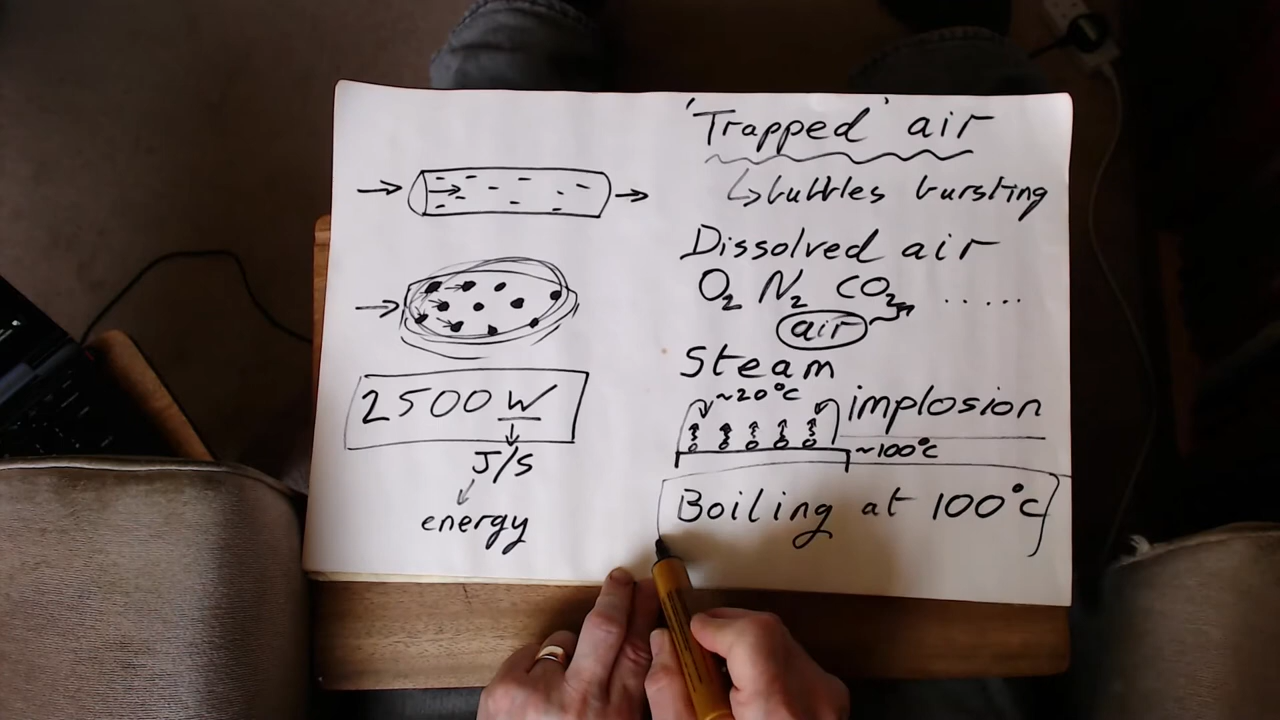 2500 W
J/S
energy
'Trapped' air
↳ bubbles bursting
Dissolved air
O₂ N₂ CO₂ ......
air
Steam
~20°C
implosion
~100°C
Boiling at 100°C